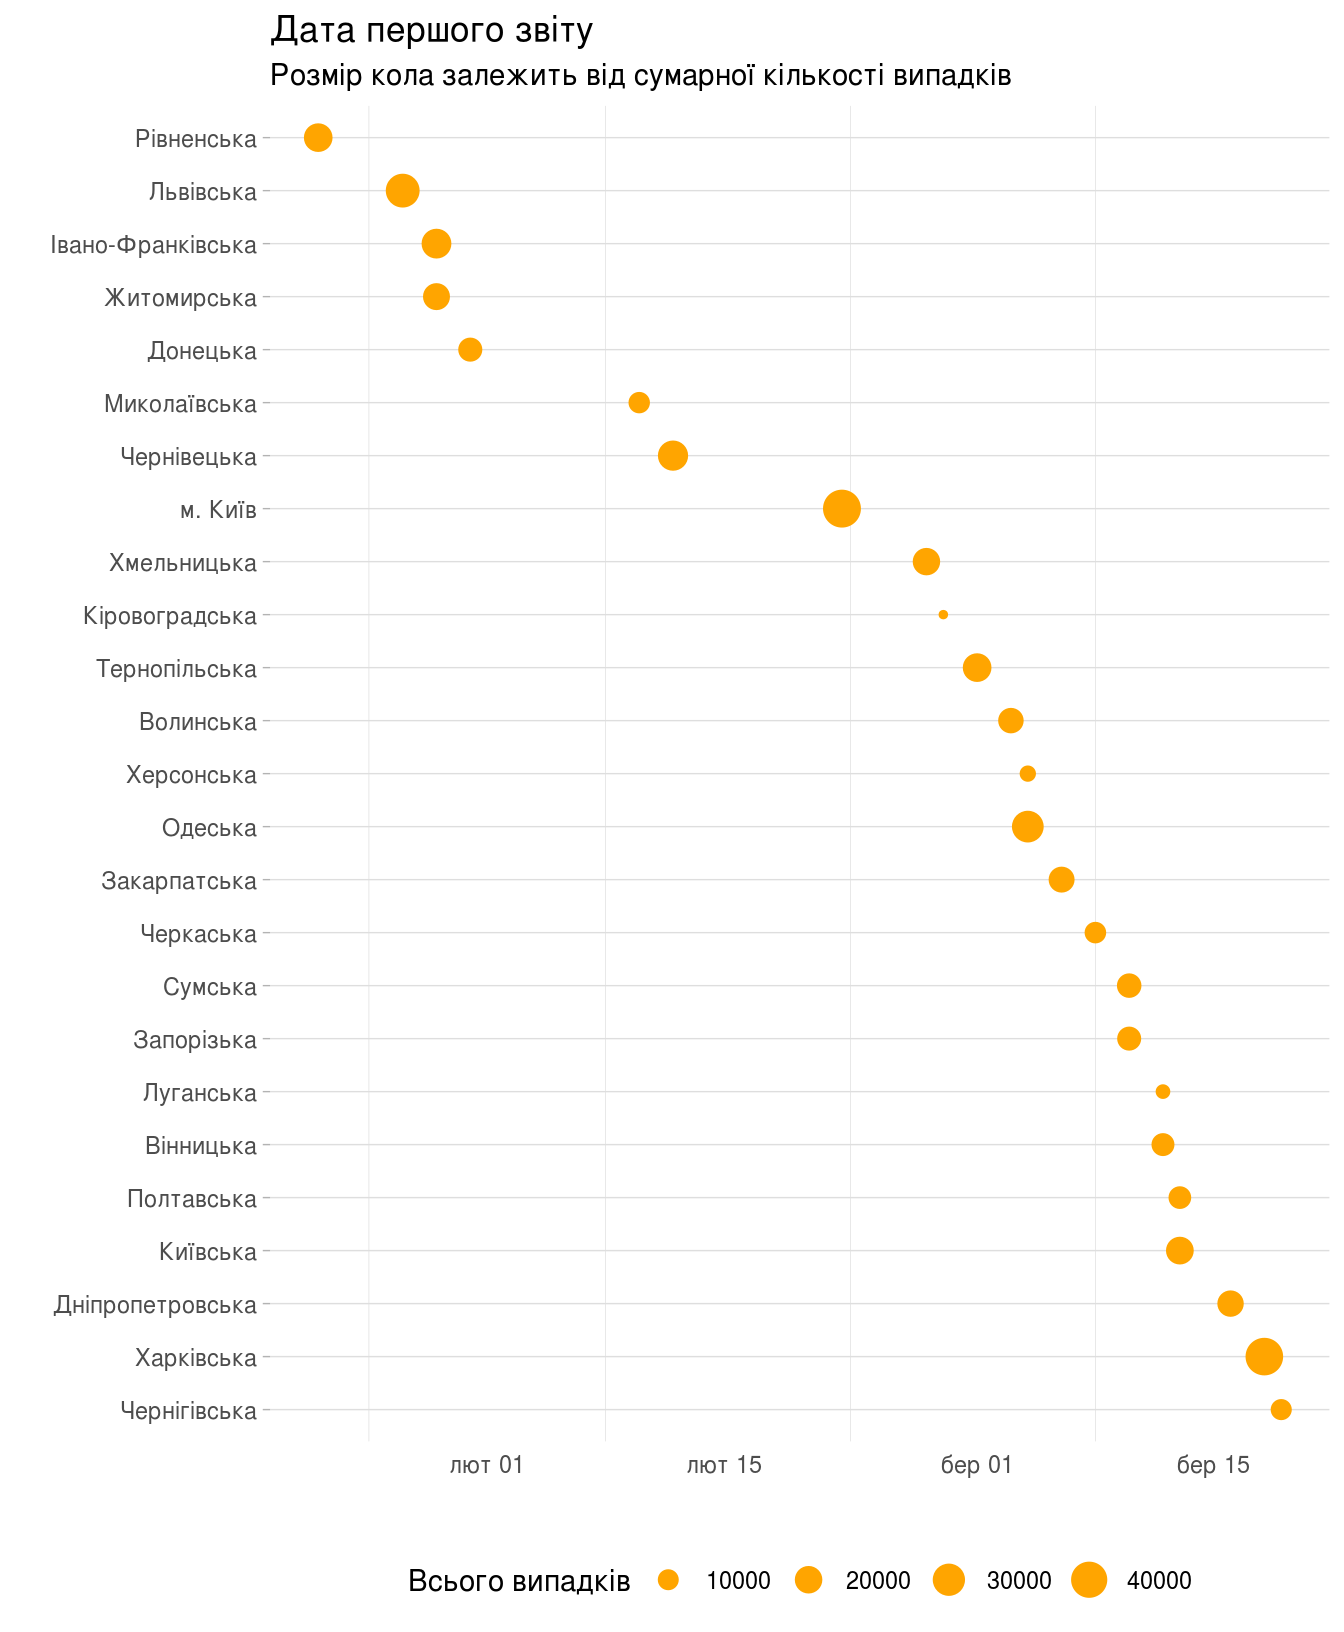 Дата першого звіту
Розмір кола залежить від сумарної кількості випадків
Рівненська
Львівська
Івано-Франківська
Житомирська
Донецька
Миколаївська
Чернівецька
м. Київ
Хмельницька
Кіровоградська
Тернопільська
Волинська
Херсонська
Одеська
Закарпатська
Черкаська
Сумська
Запорізька
Луганська
Вінницька
Полтавська
Київська
Дніпропетровська
Харківська
Чернігівська
лют 01 лют 15 бер 01 бер 15
Всього випадків 10000 20000 30000 40000